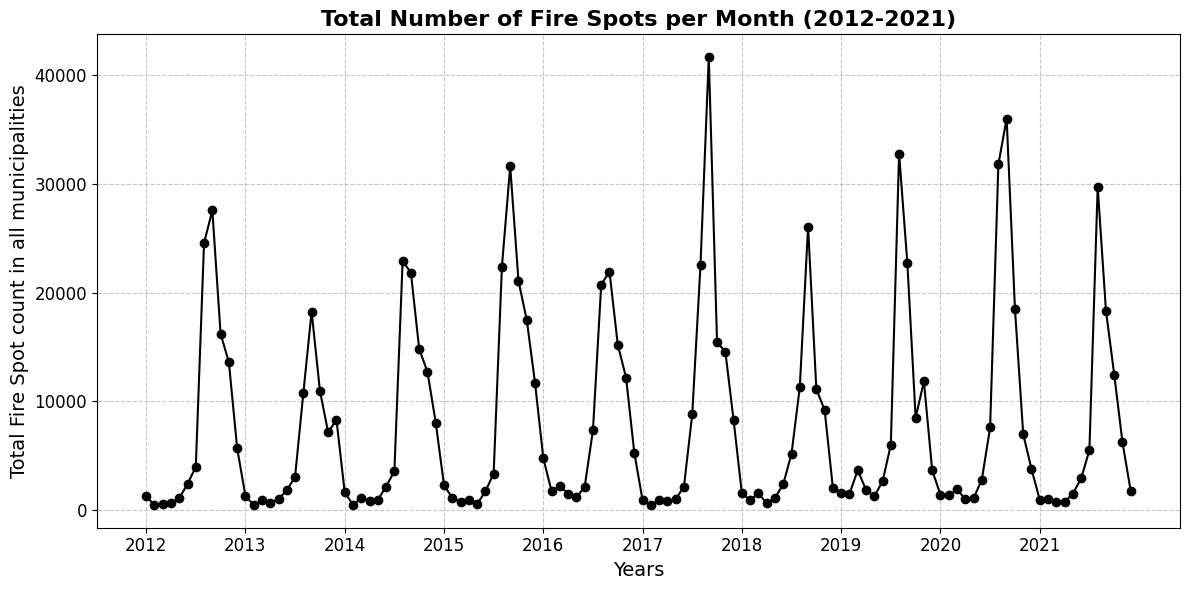 Total Number of Fire Spots per Month (2012-2021)
Total Fire Spot count in all municipalities
40000
30000
20000
10000
0
2012 2013 2014 2015 2016 2017 2018 2019 2020 2021
Years